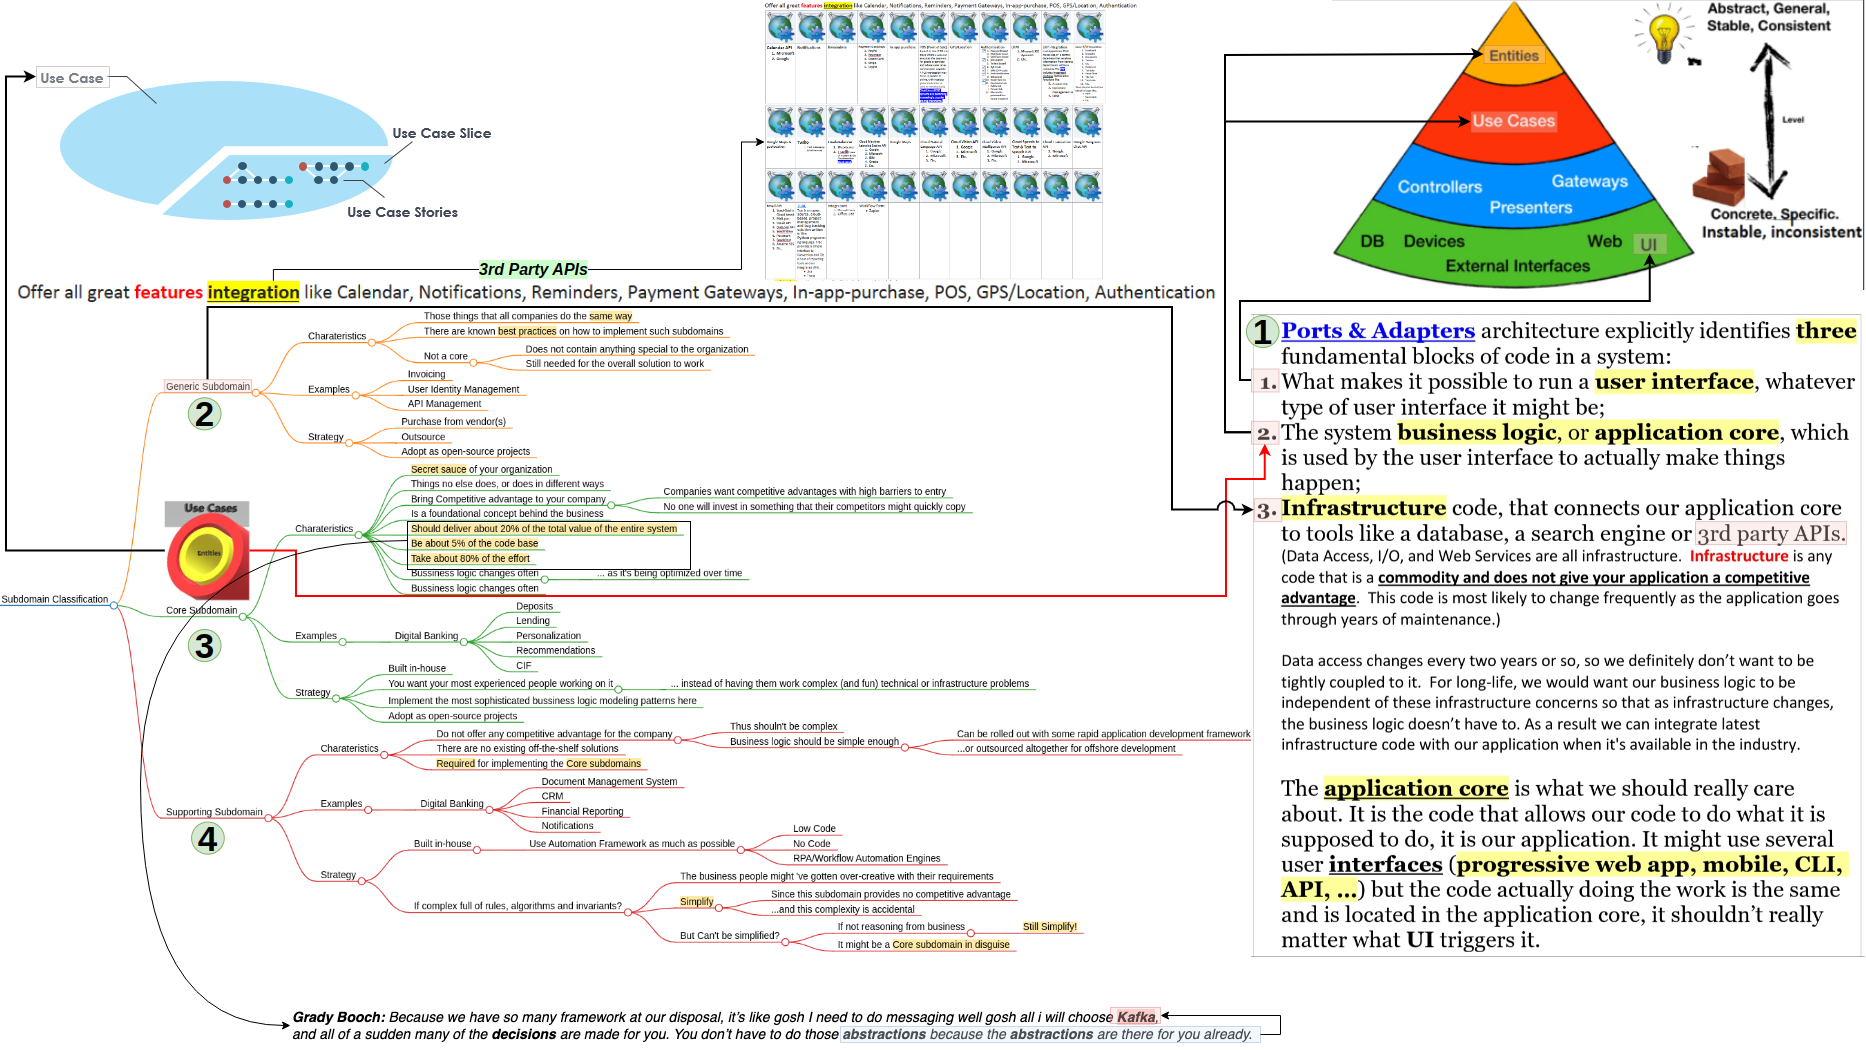 Offer all great features integration like Calendar, Notifications, Reminders, Payment Gateways, In-app-purchase, POS, GPS/Location, Authentication
Use Case
Use Case Slice
Use Case Stories
3rd Party APIs
Offer all great features integration like Calendar, Notifications, Reminders, Payment Gateways, In-app-purchase, POS, GPS/Location, Authentication
Abstract, General,
Stable, Consistent
Level
Concrete, Specific.
Instable, inconsistent
Entities
Use Cases
Controllers
Gateways
Presenters
DB
Devices
Web
UI
External Interfaces
Subdomain Classification
Generic Subdomain
2
Charateristics
Those things that all companies do the same way
There are known best practices on how to implement such subdomains
Not a core
Does not contain anything special to the organization
Still needed for the overall solution to work
Examples
Invoicing
User Identity Management
API Management
Strategy
Purchase from vendor(s)
Outsource
Adopt as open-source projects
Use Cases
Entities
Core Subdomain
3
Charateristics
Secret sauce of your organization
Things no else does, or does in different ways
Bring Competitive advantage to your company
Companies want competitive advantages with high barriers to entry
No one will invest in something that their competitors might quickly copy
Is a foundational concept behind the business
Should deliver about 20% of the total value of the entire system
Be about 5% of the code base
Take about 80% of the effort
Bussiness logic changes often
... as it's being optimized over time
Bussiness logic changes often
Examples
Digital Banking
Deposits
Lending
Personalization
Recommendations
CIF
Strategy
Built in-house
You want your most experienced people working on it
... instead of having them work complex (and fun) technical or infrastructure problems
Implement the most sophisticated bussiness logic modeling patterns here
Adopt as open-source projects
Supporting Subdomain
4
Charateristics
Do not offer any competitive advantage for the company
Thus shouln't be complex
Business logic should be simple enough
Can be rolled out with some rapid application development framework
...or outsourced altogether for offshore development
There are no existing off-the-shelf solutions
Required for implementing the Core subdomains
Examples
Digital Banking
Document Management System
CRM
Financial Reporting
Notifications
Strategy
Built in-house
Use Automation Framework as much as possible
Low Code
No Code
RPA/Workflow Automation Engines
If complex full of rules, algorithms and invariants?
The business people might 've gotten over-creative with their requirements
Simplify
Since this subdomain provides no competitive advantage
...and this complexity is accidental
But Can't be simplified?
If not reasoning from business
Still Simplify!
It might be a Core subdomain in disguise
1
Ports & Adapters architecture explicitly identifies three
fundamental blocks of code in a system:
1. What makes it possible to run a user interface, whatever
type of user interface it might be;
2. The system business logic, or application core, which
is used by the user interface to actually make things
happen;
3. Infrastructure code, that connects our application core
to tools like a database, a search engine or 3rd party APIs.
(Data Access, I/O, and Web Services are all infrastructure. Infrastructure is any
code that is a commodity and does not give your application a competitive
advantage. This code is most likely to change frequently as the application goes
through years of maintenance.)
Data access changes every two years or so, so we definitely don't want to be
tightly coupled to it. For long-life, we would want our business logic to be
independent of these infrastructure concerns so that as infrastructure changes,
the business logic doesn't have to. As a result we can integrate latest
infrastructure code with our application when it's available in the industry.
The application core is what we should really care
about. It is the code that allows our code to do what it is
supposed to do, it is our application. It might use several
user interfaces (progressive web app, mobile, CLI,
API, ...) but the code actually doing the work is the same
and is located in the application core, it shouldn't really
matter what UI triggers it.
Grady Booch: Because we have so many framework at our disposal, it's like gosh I need to do messaging well gosh all i will choose Kafka,
and all of a sudden many of the decisions are made for you. You don't have to do those abstractions because the abstractions are there for you already.